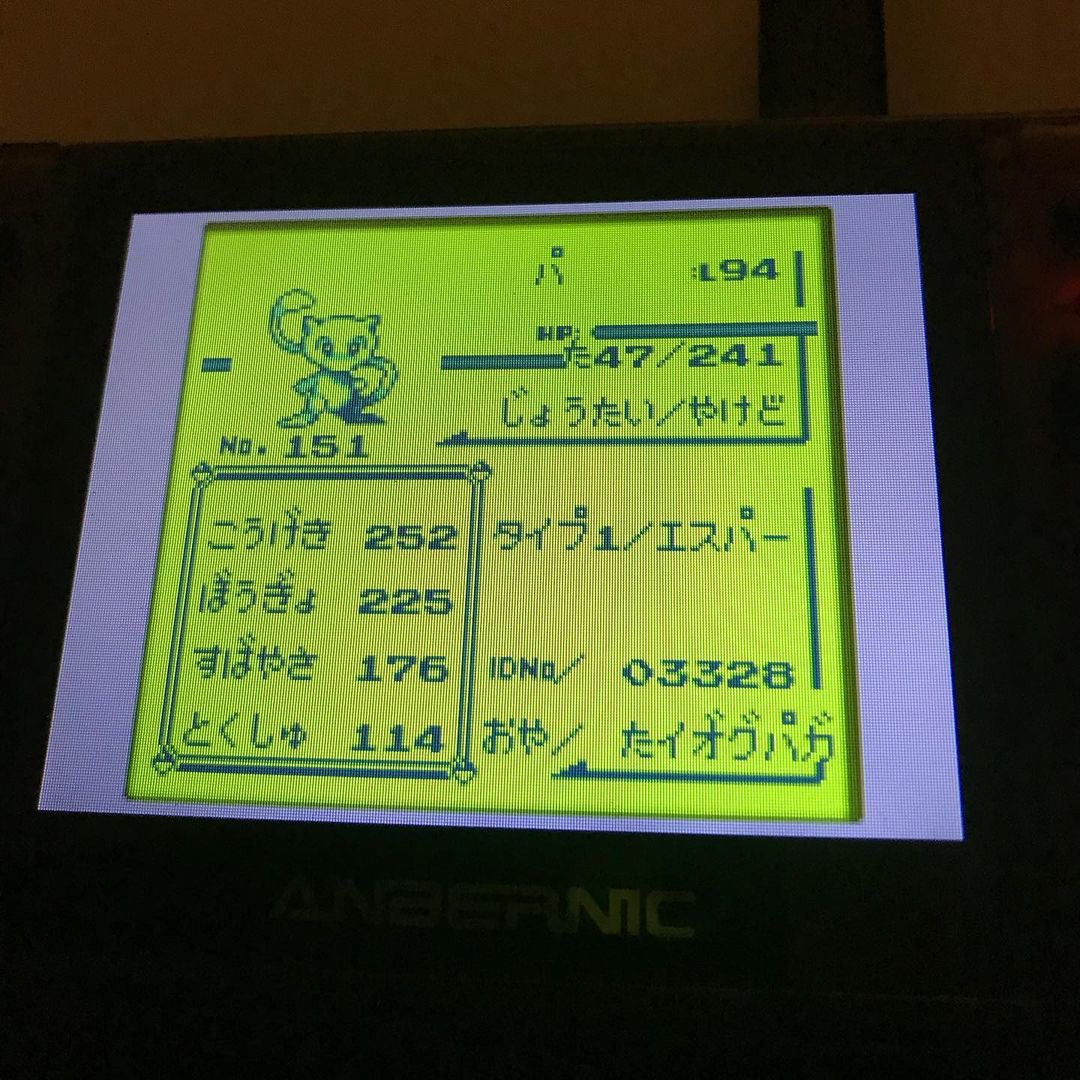 パ :L94
HP:
た47/241
じょうたい/やけど
No.151
こうげき 252
ぼうぎょ 225
すばやさ 176
とくしゅ 114
タイプ1/エスパー
IDNo/ 03328
おや/ たイオグパガ
ANBERNIC